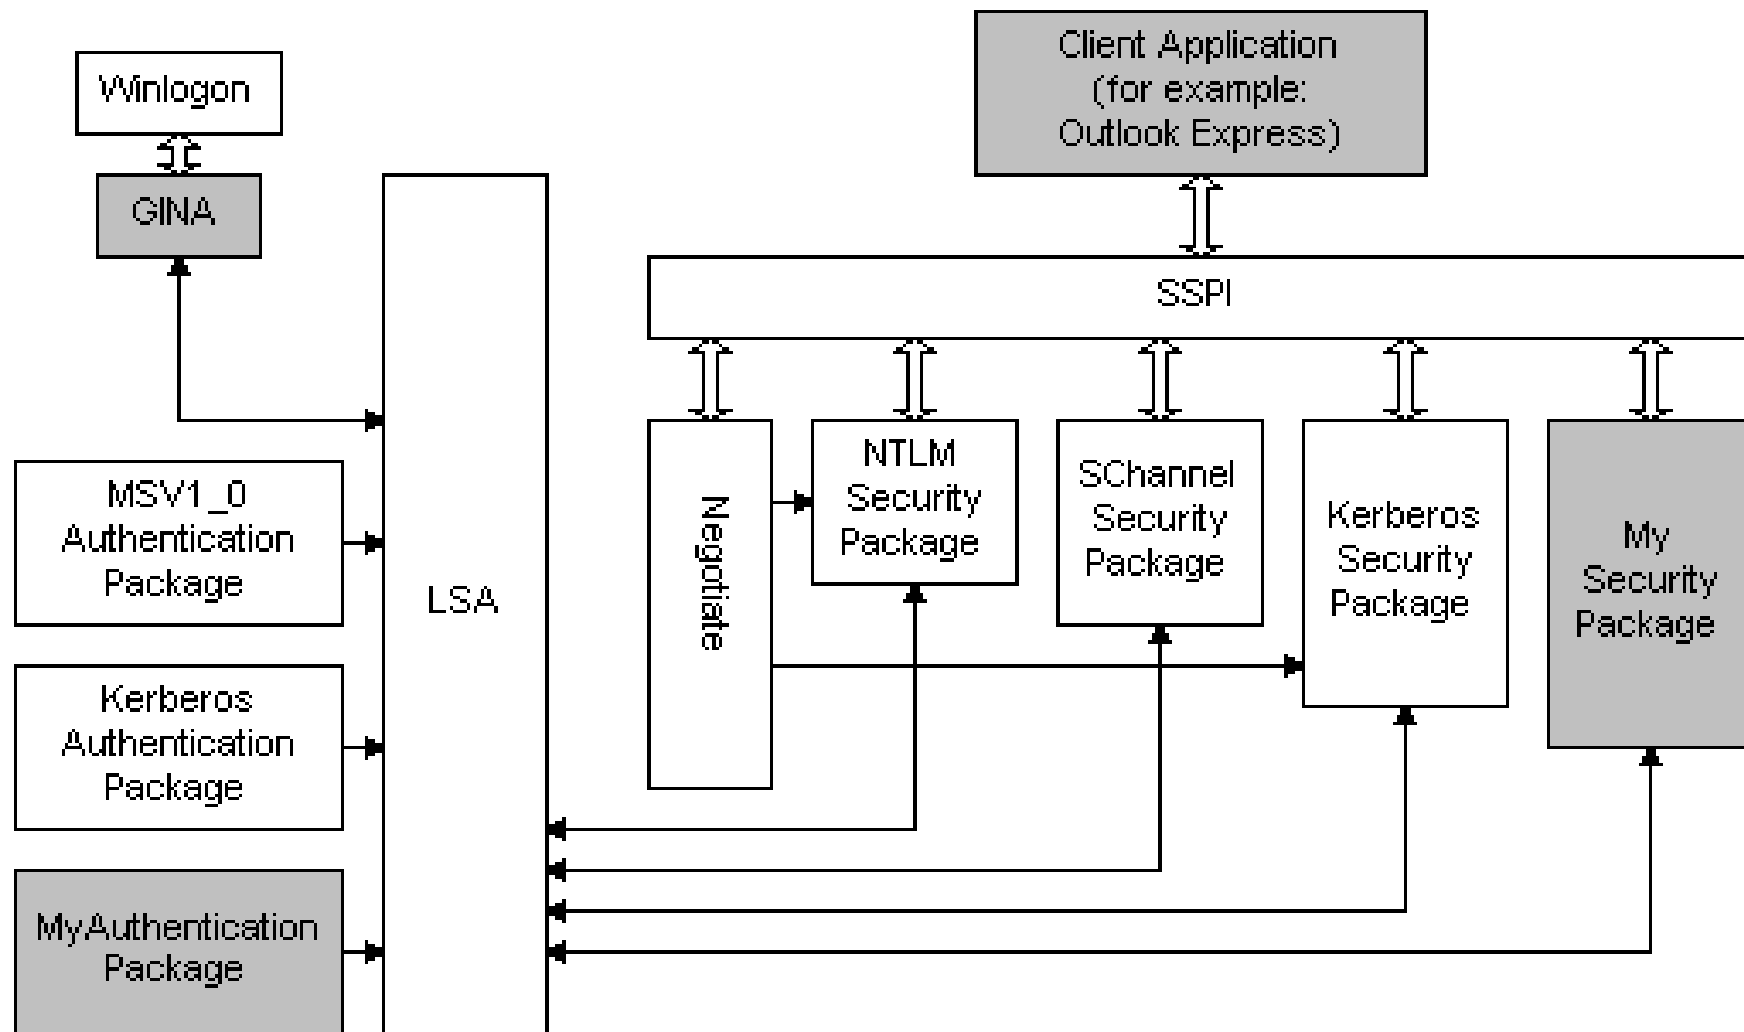 Winlogon
GINA
Client Application
(for example:
Outlook Express)
SSPI
MSV1_0
Authentication
Package
Kerberos
Authentication
Package
MyAuthentication
Package
LSA
Negotiate
NTLM
Security
Package
SChannel
Security
Package
Kerberos
Security
Package
My
Security
Package